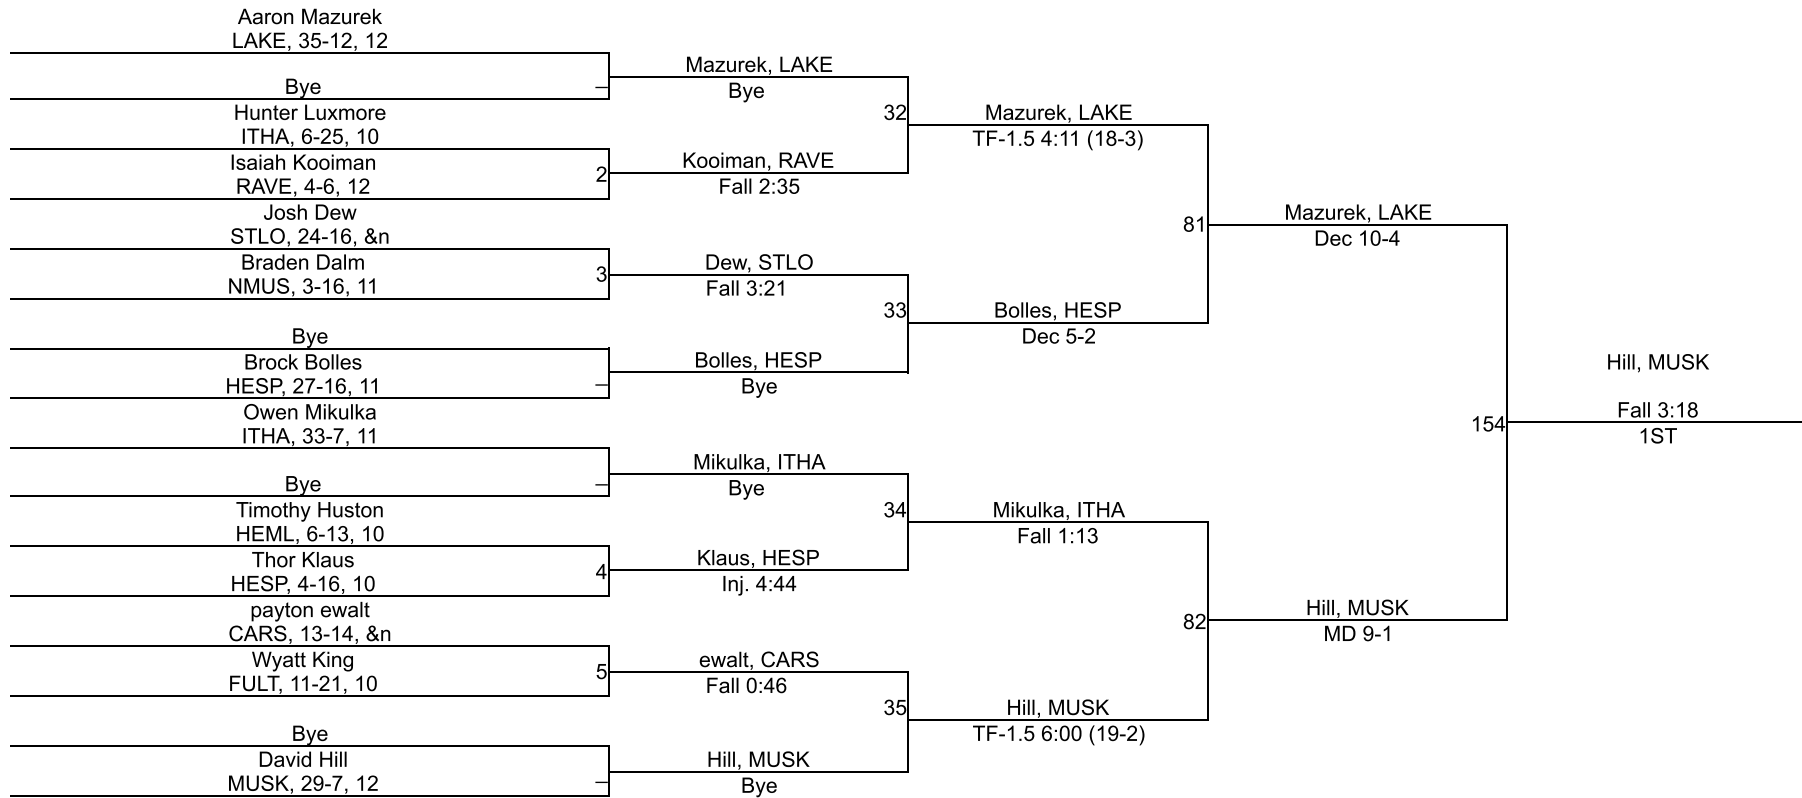 Aaron Mazurek
LAKE, 35-12, 12
Bye
Hunter Luxmore
ITHA, 6-25, 10
Isaiah Kooiman
RAVE, 4-6, 12
Josh Dew
STLO, 24-16, &n
Braden Dalm
NMUS, 3-16, 11
Bye
Brock Bolles
HESP, 27-16, 11
Owen Mikulka
ITHA, 33-7, 11
Bye
Timothy Huston
HEML, 6-13, 10
Thor Klaus
HESP, 4-16, 10
payton ewalt
CARS, 13-14, &n
Wyatt King
FULT, 11-21, 10
Bye
David Hill
MUSK, 29-7, 12
–
2
3
–
–
4
5
–
Mazurek, LAKE
Bye
Kooiman, RAVE
Fall 2:35
Dew, STLO
Fall 3:21
Bolles, HESP
Bye
Mikulka, ITHA
Bye
Klaus, HESP
Inj. 4:44
ewalt, CARS
Fall 0:46
Hill, MUSK
Bye
32
33
34
35
Mazurek, LAKE
TF-1.5 4:11 (18-3)
Bolles, HESP
Dec 5-2
Mikulka, ITHA
Fall 1:13
Hill, MUSK
TF-1.5 6:00 (19-2)
81
82
Mazurek, LAKE
Dec 10-4
Hill, MUSK
MD 9-1
154
Hill, MUSK
Fall 3:18
1ST